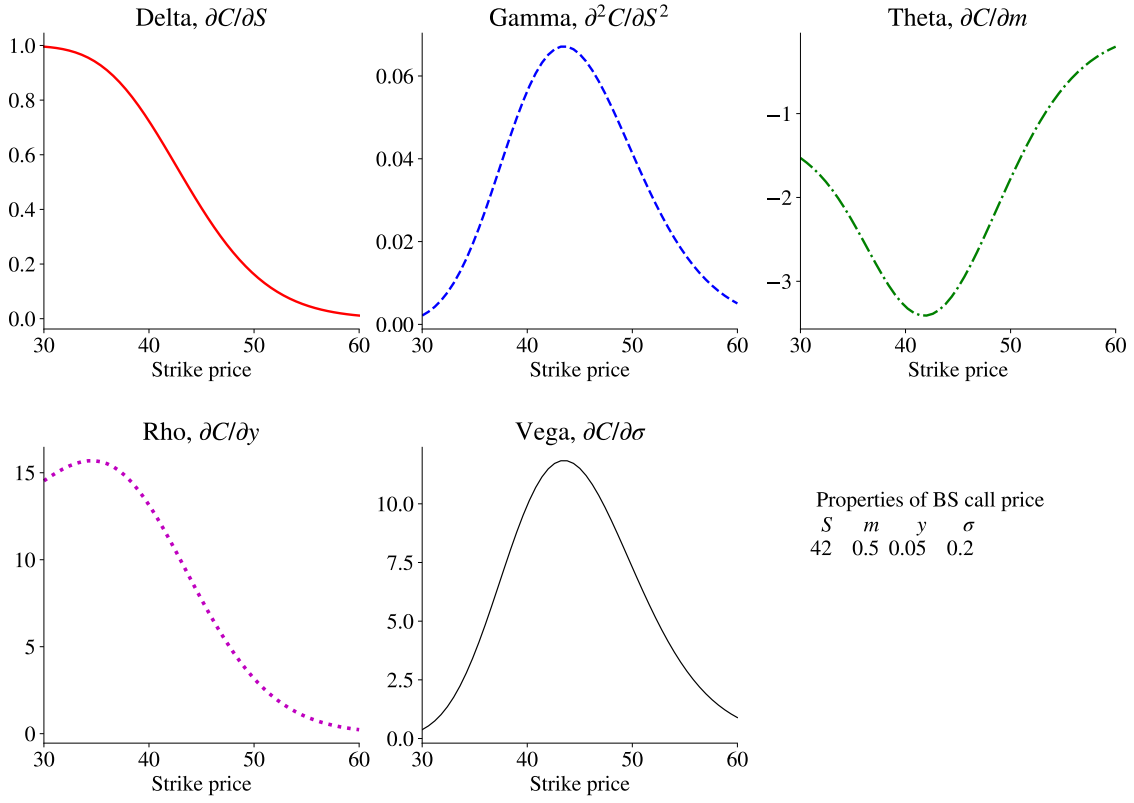 Delta, ∂C/∂S
1.0
0.8
0.6
0.4
0.2
0.0
30 40 50 60
Strike price
Gamma, ∂²C/∂S²
0.06
0.04
0.02
0.00
30 40 50 60
Strike price
Theta, ∂C/∂m
−1
−2
−3
30 40 50 60
Strike price
Rho, ∂C/∂y
15
10
5
0
30 40 50 60
Strike price
Vega, ∂C/∂σ
10.0
7.5
5.0
2.5
0.0
30 40 50 60
Strike price
Properties of BS call price
S m y σ
42 0.5 0.05 0.2